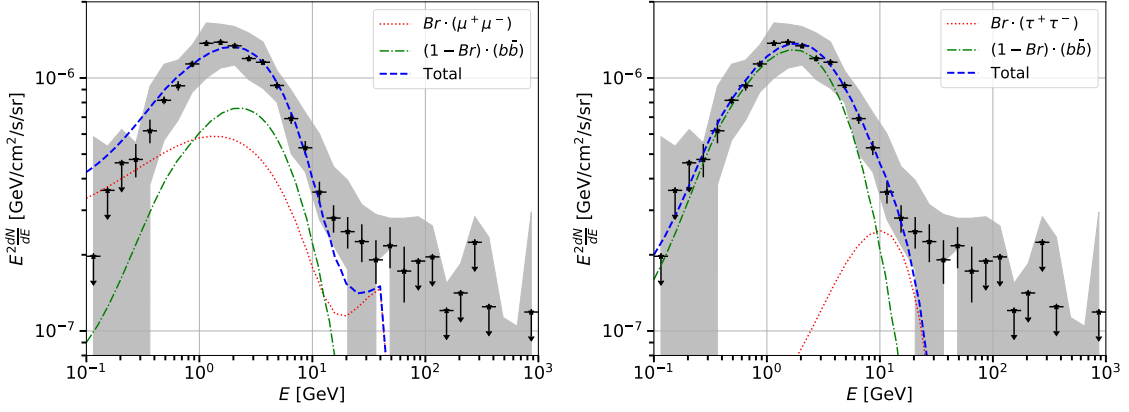 Br · (μ⁺μ⁻)
(1 − Br) · (bb̄)
Total
10⁻⁶
10⁻⁷
E² dN/dE [GeV/cm²/s/sr]
10⁻¹ 10⁰ 10¹ 10² 10³
E [GeV]
Br · (τ⁺τ⁻)
(1 − Br) · (bb̄)
Total
10⁻⁶
10⁻⁷
E² dN/dE [GeV/cm²/s/sr]
10⁻¹ 10⁰ 10¹ 10² 10³
E [GeV]